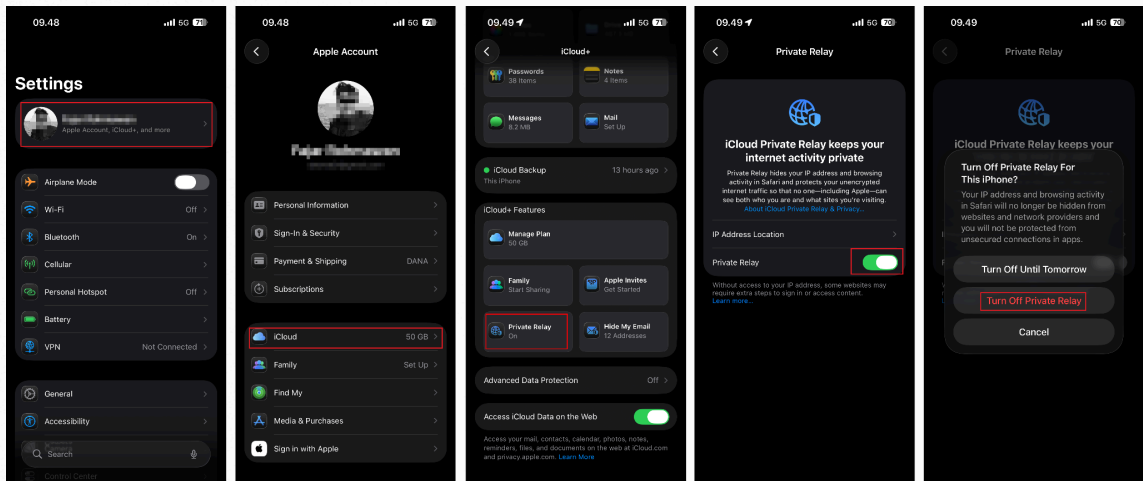 09.48
5G 71
Settings
Apple Account, iCloud+, and more
Airplane Mode
Wi-Fi
Off
Bluetooth
On
Cellular
Personal Hotspot
Off
Battery
VPN
Not Connected
General
Accessibility
Search
Control Center
09.48
5G 71
Apple Account
Personal Information
Sign-In & Security
Payment & Shipping
DANA
Subscriptions
iCloud
50 GB
Family
Set Up
Find My
Media & Purchases
Sign in with Apple
09.49
5G 71
iCloud+
Passwords
38 Items
Notes
4 Items
Messages
8.2 MB
Mail
Set Up
iCloud Backup
13 hours ago
This iPhone
iCloud+ Features
Manage Plan
50 GB
Family
Start Sharing
Apple Invites
Get Started
Private Relay
On
Hide My Email
12 Addresses
Advanced Data Protection
Off
Access iCloud Data on the Web
Access your mail, contacts, calendar, photos, notes,
reminders, files, and documents on the web at iCloud.com
and privacy.apple.com. Learn More
09.49
5G 70
Private Relay
iCloud Private Relay keeps your
internet activity private
Private Relay hides your IP address and browsing
activity in Safari and protects your unencrypted
internet traffic so that no one—including Apple—can
see both who you are and what sites you're visiting.
About iCloud Private Relay & Privacy...
IP Address Location
Private Relay
Without access to your IP address, some websites may
require extra steps to sign in or access content.
Learn more...
09.49
5G 70
Private Relay
iCloud Private Relay keeps your
Turn Off Private Relay For
This iPhone?
Your IP address and browsing activity
in Safari will no longer be hidden from
websites and network providers and
you will not be protected from
unsecured connections in apps.
Turn Off Until Tomorrow
Turn Off Private Relay
Cancel